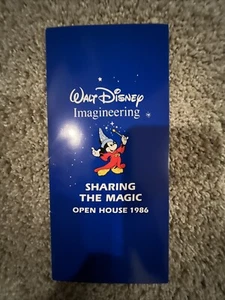 Walt Disney
Imagineering
SHARING
THE MAGIC
OPEN HOUSE 1986